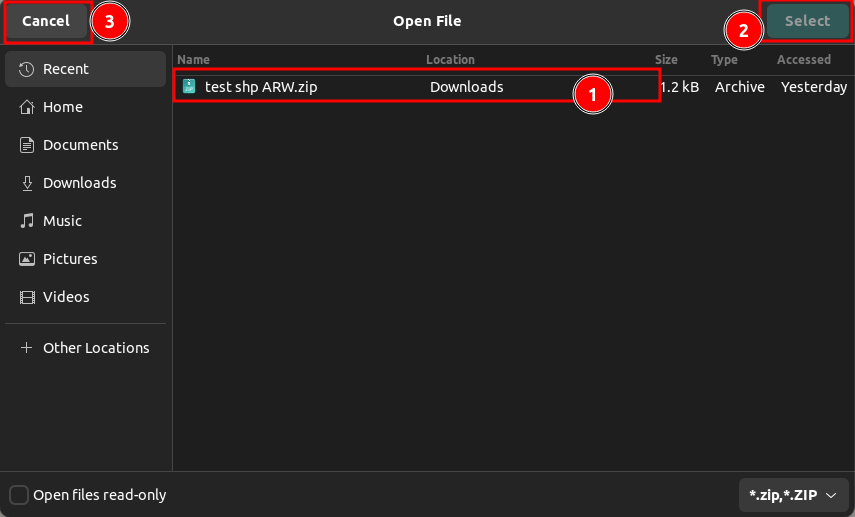 Cancel 3 Open File 2 Select
Name Location Size Type Accessed
Recent
test shp ARW.zip Downloads 1 1.2 kB Archive Yesterday
Home
Documents
Downloads
Music
Pictures
Videos
Other Locations
Open files read-only *.zip,*.ZIP